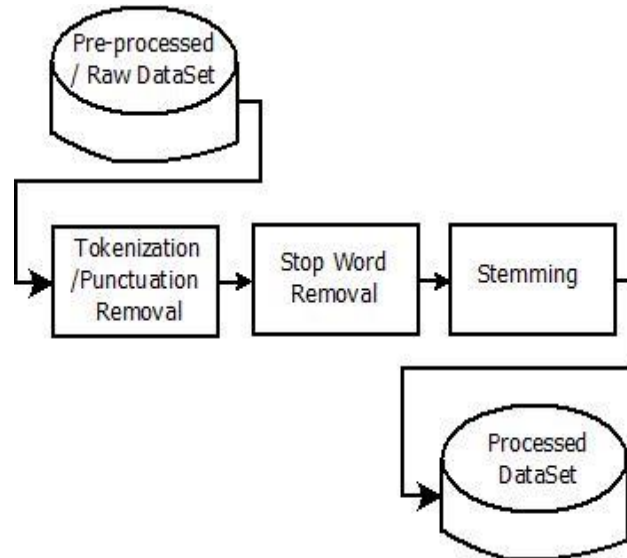 Pre-processed
/ Raw DataSet
Tokenization
/Punctuation
Removal
Stop Word
Removal
Stemming
Processed
DataSet